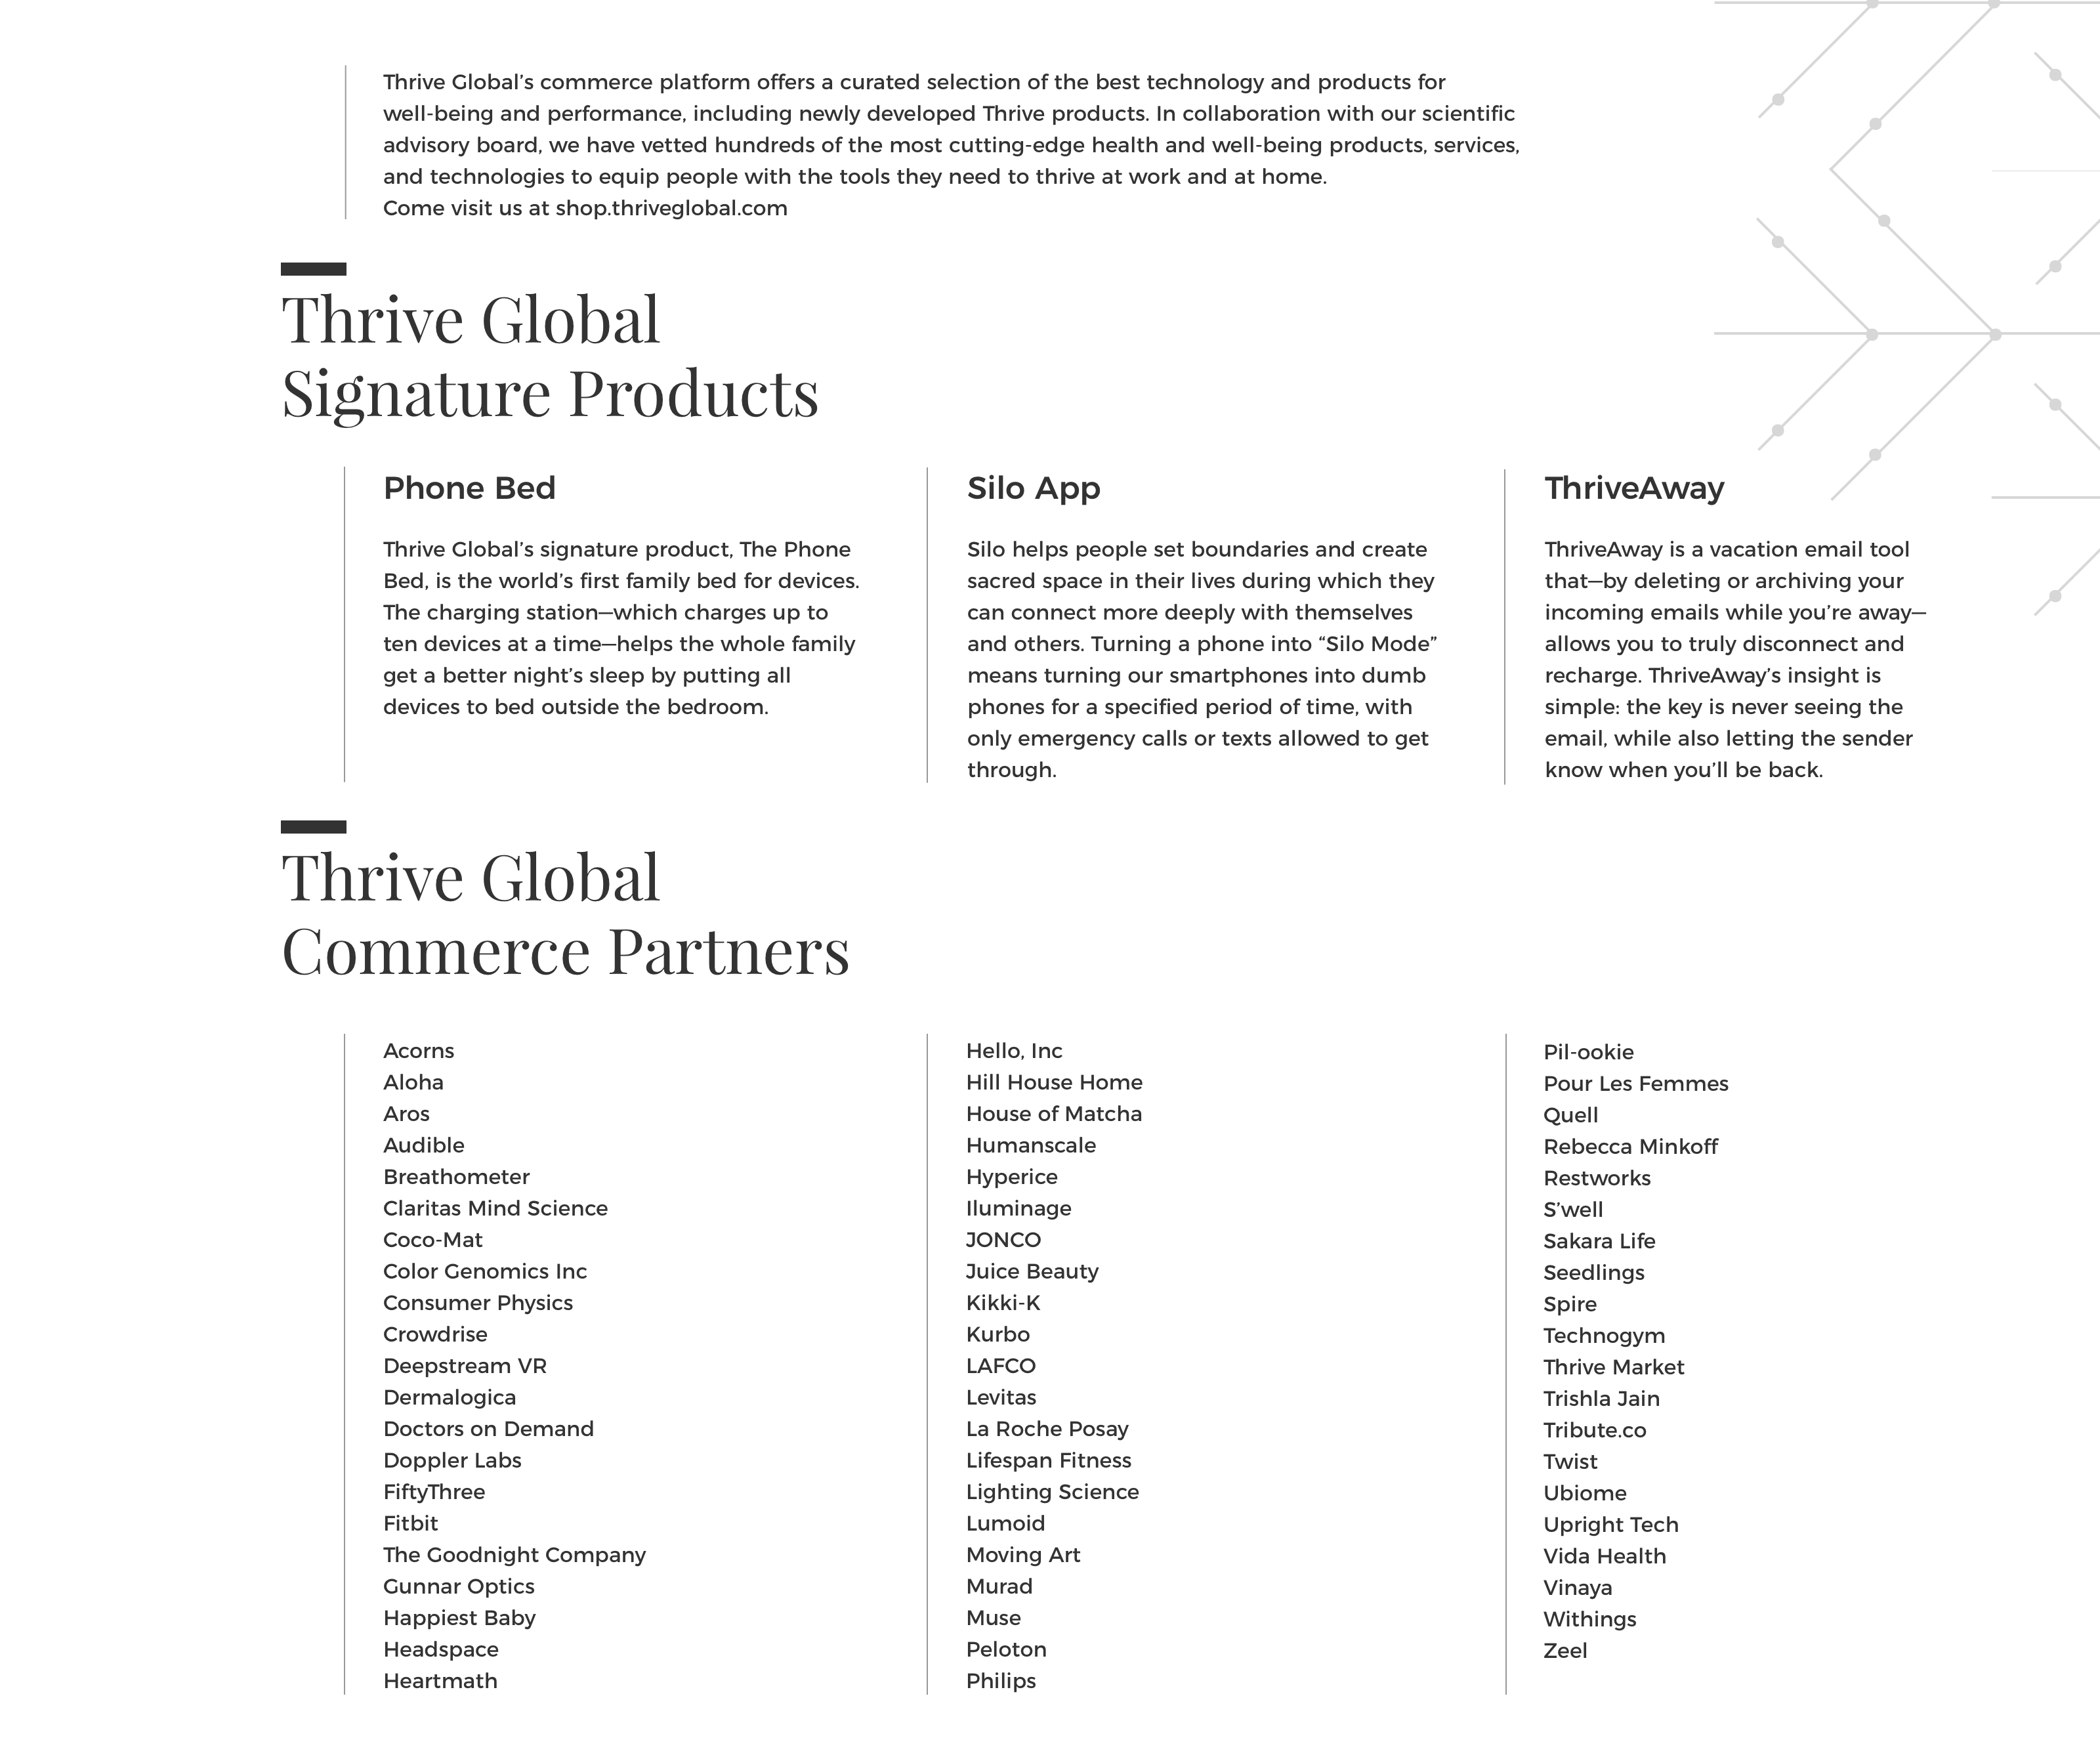 Thrive Global’s commerce platform offers a curated selection of the best technology and products for
well-being and performance, including newly developed Thrive products. In collaboration with our scientific
advisory board, we have vetted hundreds of the most cutting-edge health and well-being products, services,
and technologies to equip people with the tools they need to thrive at work and at home.
Come visit us at shop.thriveglobal.com
Thrive Global
Signature Products
Phone Bed
Thrive Global’s signature product, The Phone
Bed, is the world’s first family bed for devices.
The charging station—which charges up to
ten devices at a time—helps the whole family
get a better night’s sleep by putting all
devices to bed outside the bedroom.
Silo App
Silo helps people set boundaries and create
sacred space in their lives during which they
can connect more deeply with themselves
and others. Turning a phone into “Silo Mode”
means turning our smartphones into dumb
phones for a specified period of time, with
only emergency calls or texts allowed to get
through.
ThriveAway
ThriveAway is a vacation email tool
that—by deleting or archiving your
incoming emails while you’re away—
allows you to truly disconnect and
recharge. ThriveAway’s insight is
simple: the key is never seeing the
email, while also letting the sender
know when you’ll be back.
Thrive Global
Commerce Partners
Acorns
Aloha
Aros
Audible
Breathometer
Claritas Mind Science
Coco-Mat
Color Genomics Inc
Consumer Physics
Crowdrise
Deepstream VR
Dermalogica
Doctors on Demand
Doppler Labs
FiftyThree
Fitbit
The Goodnight Company
Gunnar Optics
Happiest Baby
Headspace
Heartmath
Hello, Inc
Hill House Home
House of Matcha
Humanscale
Hyperice
Iluminage
JONCO
Juice Beauty
Kikki-K
Kurbo
LAFCO
Levitas
La Roche Posay
Lifespan Fitness
Lighting Science
Lumoid
Moving Art
Murad
Muse
Peloton
Philips
Pil-ookie
Pour Les Femmes
Quell
Rebecca Minkoff
Restworks
S’well
Sakara Life
Seedlings
Spire
Technogym
Thrive Market
Trishla Jain
Tribute.co
Twist
Ubiome
Upright Tech
Vida Health
Vinaya
Withings
Zeel